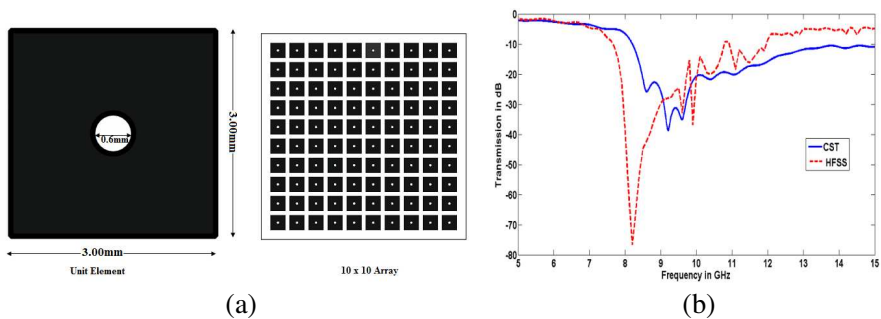 0.6mm
3.00mm
3.00mm
Unit Element
10 x 10 Array
(a)
Transmission in dB
0
-10
-20
-30
-40
-50
-60
-70
-80
CST
HFSS
5 6 7 8 9 10 11 12 13 14 15
Frequency in GHz
(b)